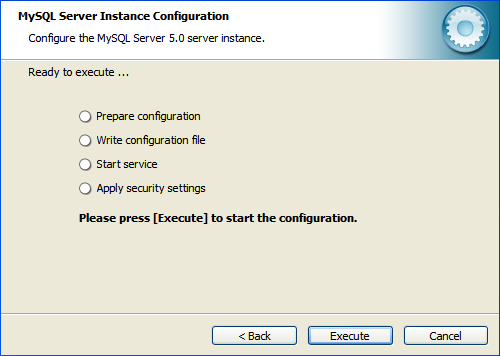 MySQL Server Instance Configuration
Configure the MySQL Server 5.0 server instance.
Ready to execute ...
Prepare configuration
Write configuration file
Start service
Apply security settings
Please press [Execute] to start the configuration.
< Back
Execute
Cancel